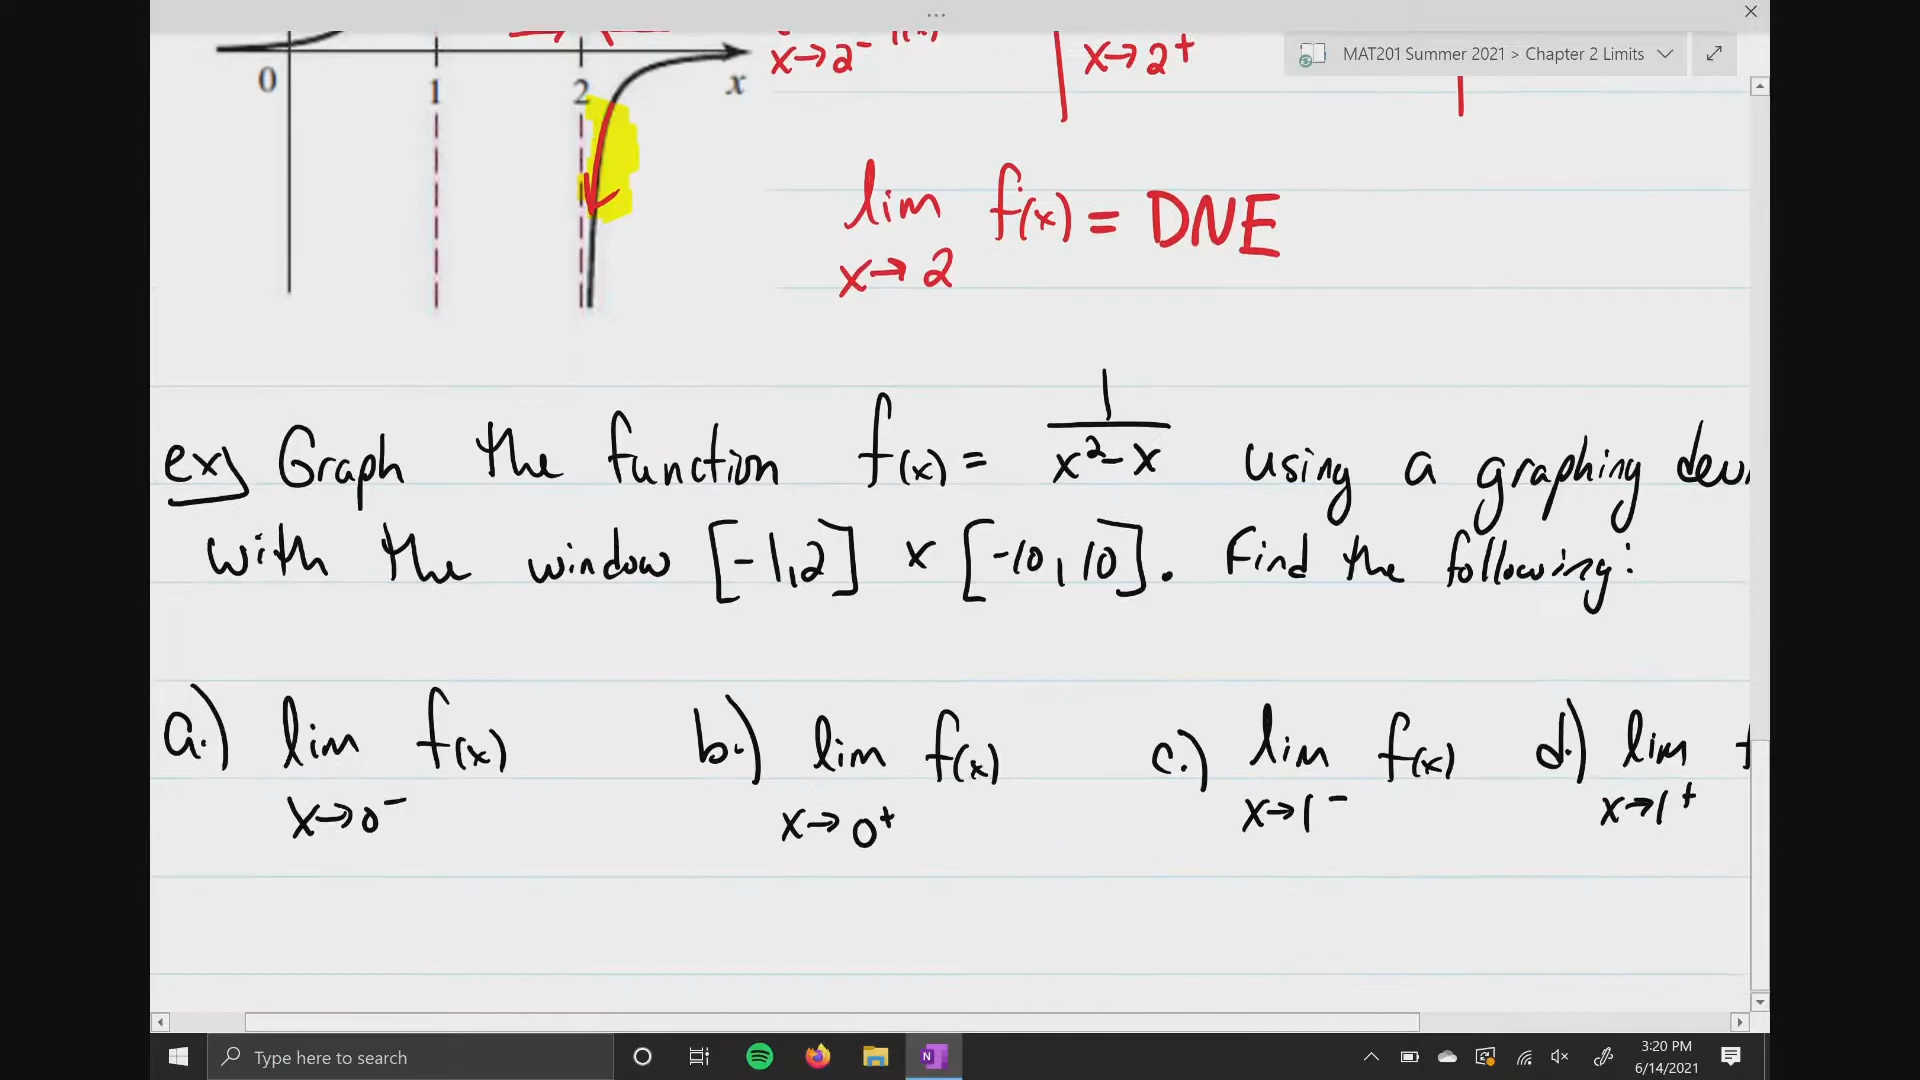 MAT201 Summer 2021 > Chapter 2 Limits
0 1 2 x
x→2⁻ x→2⁺
lim f(x) = DNE
x→2
ex) Graph the function f(x) = 1/(x²-x) using a graphing
with the window [-1,2] x [-10,10]. Find the following:
a.) lim f(x) b.) lim f(x) c.) lim f(x) d.) lim f
x→0⁻ x→0⁺ x→1⁻ x→1⁺
Type here to search
3:20 PM
6/14/2021